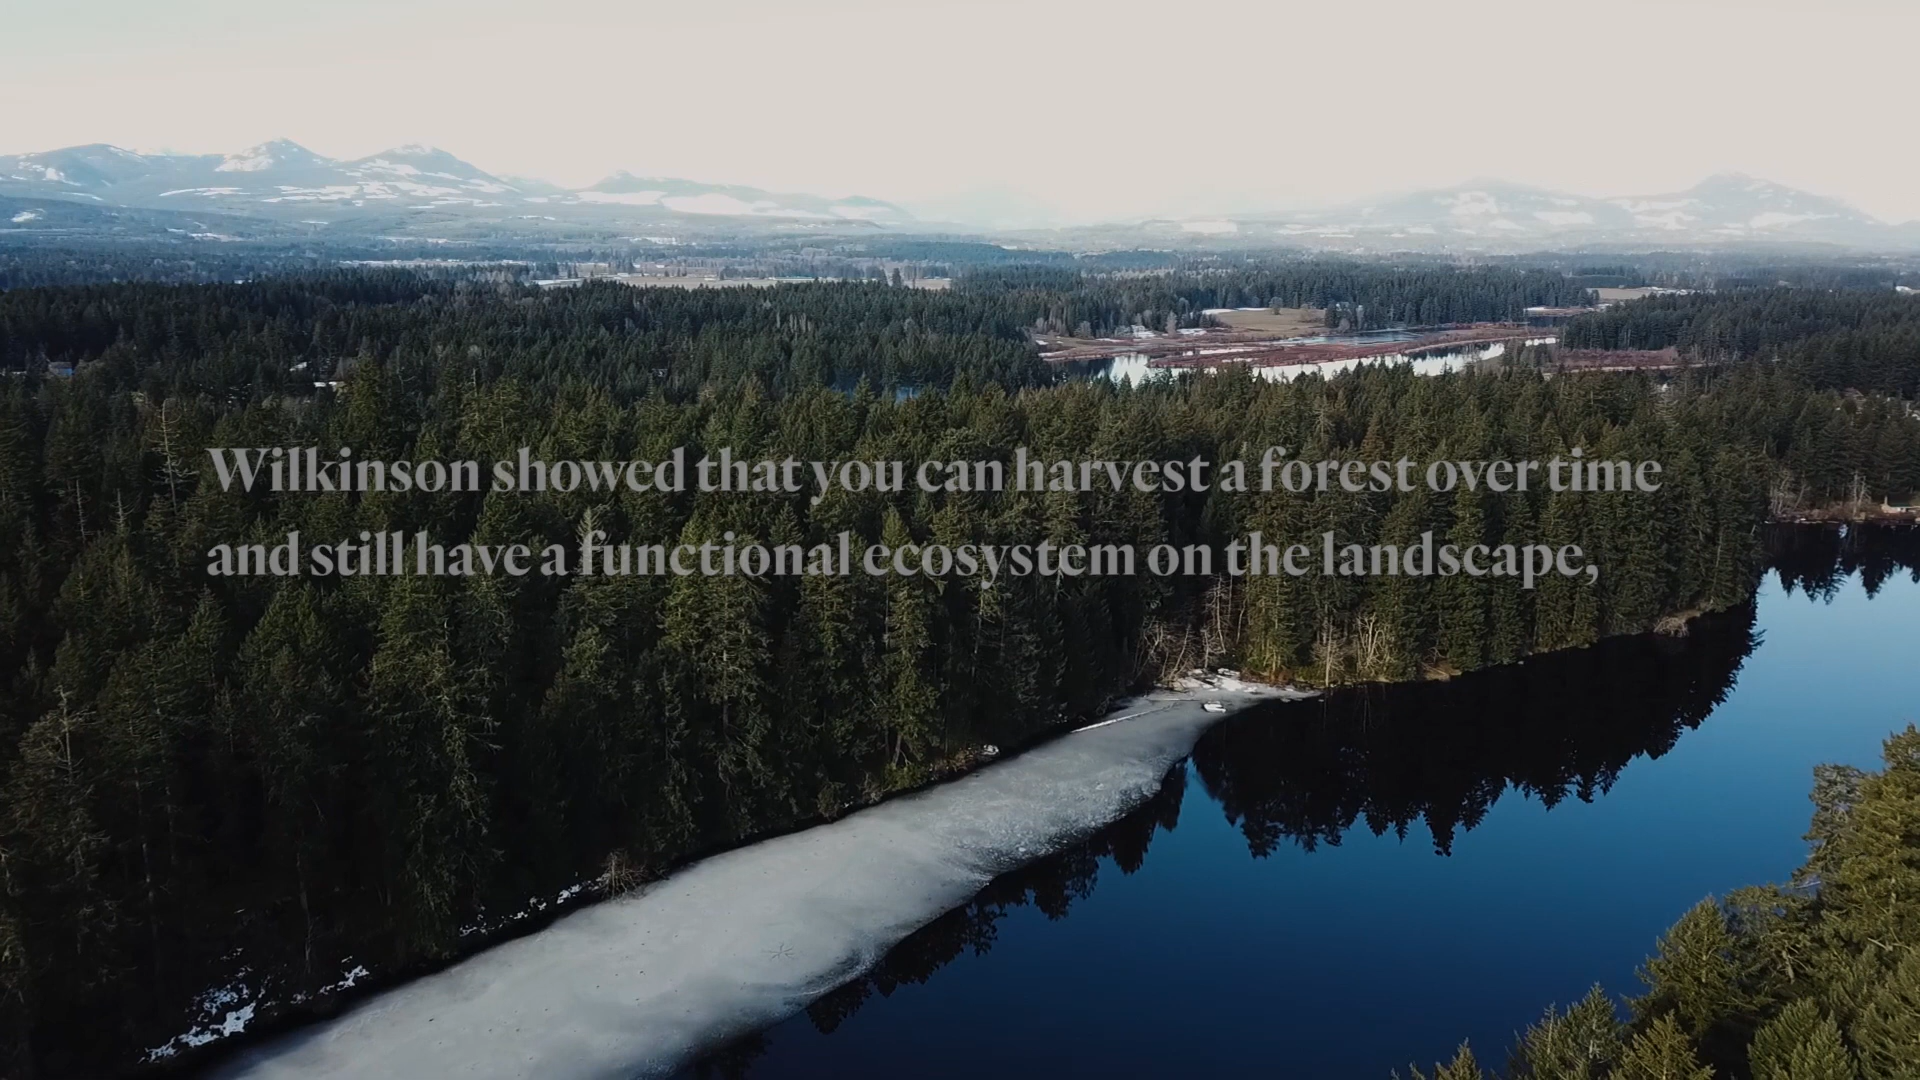 Wilkinson showed that you can harvest a forest over time
and still have a functional ecosystem on the landscape,